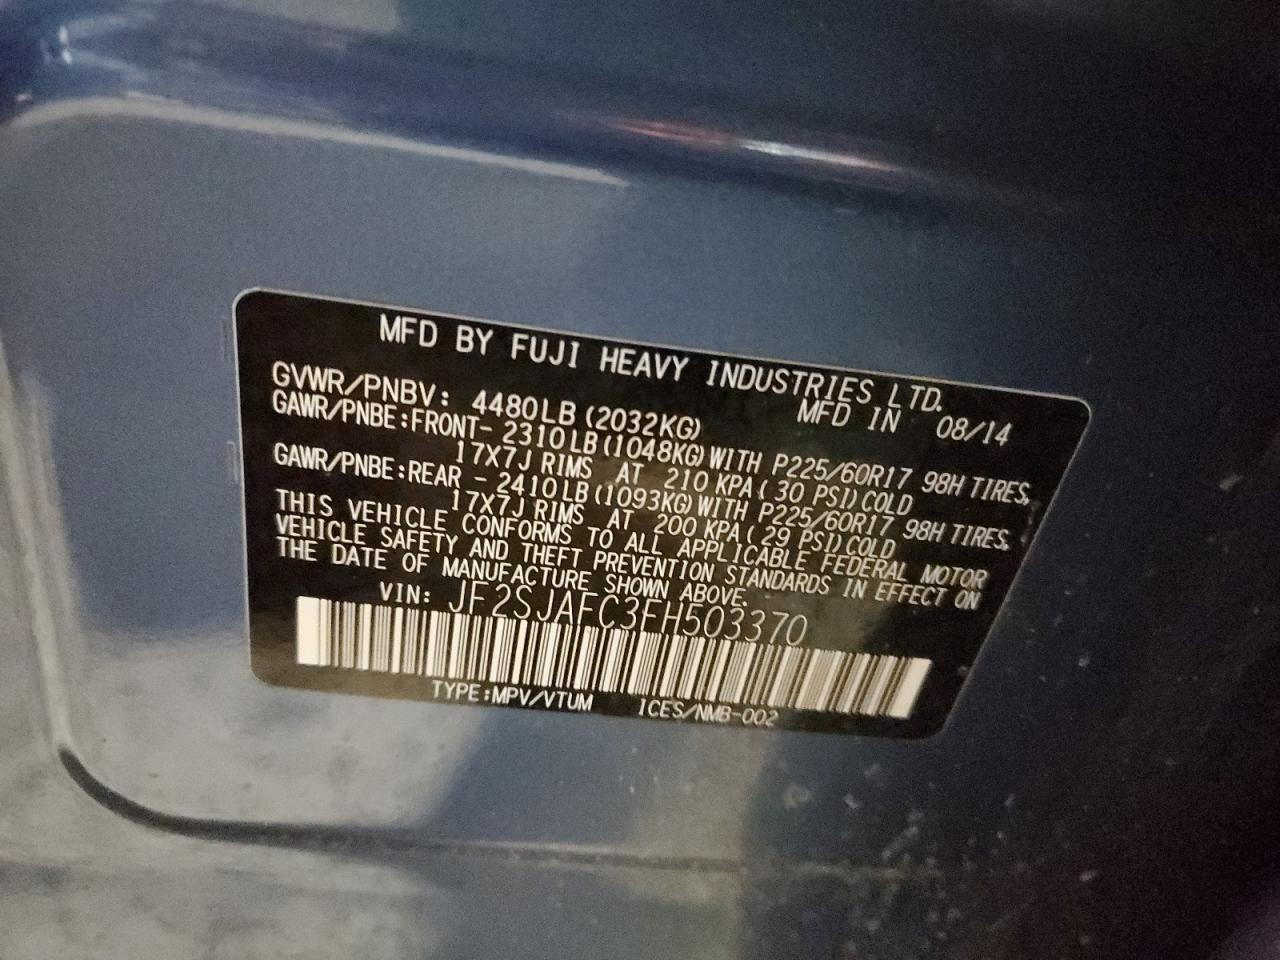 MFD BY FUJI HEAVY INDUSTRIES LTD.
MFD IN 08/14
GVWR/PNBV: 4480LB (2032KG)
GAWR/PNBE:FRONT- 2310LB(1048KG)WITH P225/60R17 98H TIRES,
17X7J RIMS AT 210 KPA(30 PSI)COLD
GAWR/PNBE:REAR - 2410LB(1093KG)WITH P225/60R17 98H TIRES,
17X7J RIMS AT 200 KPA(29 PSI)COLD
THIS VEHICLE CONFORMS TO ALL APPLICABLE FEDERAL MOTOR
VEHICLE SAFETY AND THEFT PREVENTION STANDARDS IN EFFECT ON
THE DATE OF MANUFACTURE SHOWN ABOVE.
VIN: JF2SJAFC3FH503370
TYPE:MPV/VTUM ICES/NMB-002